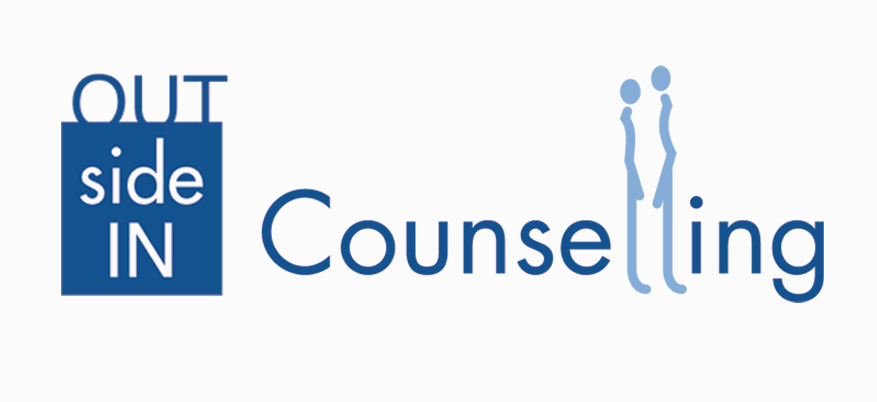 OUT
side
IN
Counselling